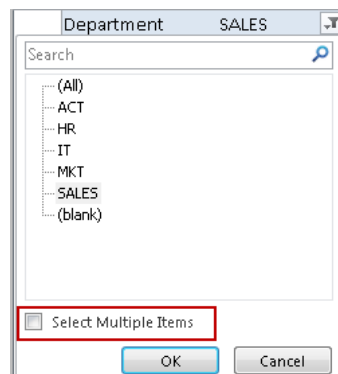 Department SALES
Search
(All)
ACT
HR
IT
MKT
SALES
(blank)
Select Multiple Items
OK Cancel